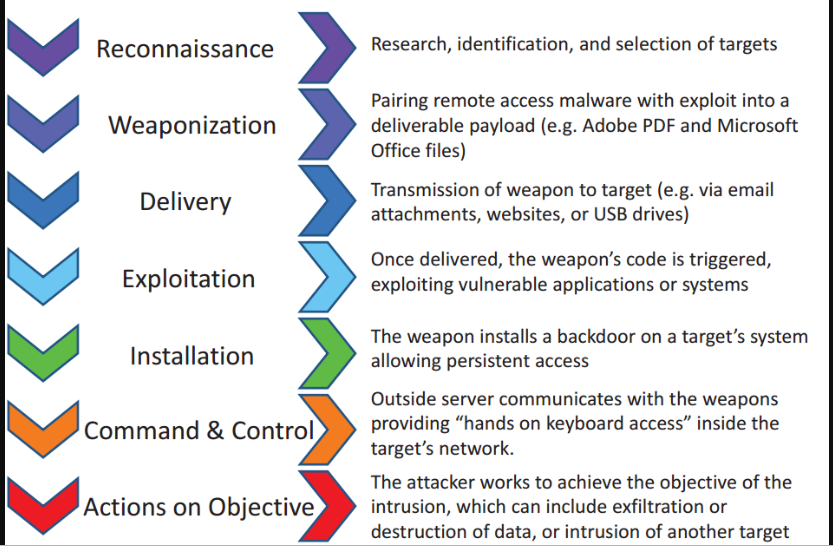 Reconnaissance
Research, identification, and selection of targets
Weaponization
Pairing remote access malware with exploit into a
deliverable payload (e.g. Adobe PDF and Microsoft
Office files)
Delivery
Transmission of weapon to target (e.g. via email
attachments, websites, or USB drives)
Exploitation
Once delivered, the weapon’s code is triggered,
exploiting vulnerable applications or systems
Installation
The weapon installs a backdoor on a target’s system
allowing persistent access
Command & Control
Outside server communicates with the weapons
providing “hands on keyboard access” inside the
target’s network.
Actions on Objective
The attacker works to achieve the objective of the
intrusion, which can include exfiltration or
destruction of data, or intrusion of another target